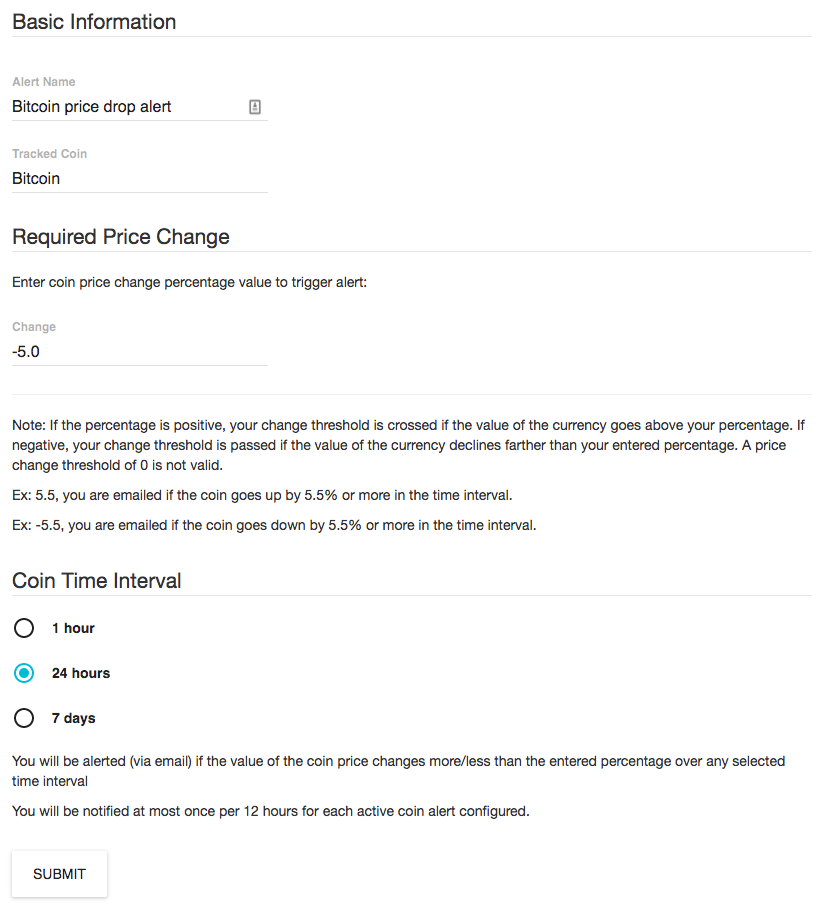 Basic Information
Alert Name
Bitcoin price drop alert
Tracked Coin
Bitcoin
Required Price Change
Enter coin price change percentage value to trigger alert:
Change
-5.0
Note: If the percentage is positive, your change threshold is crossed if the value of the currency goes above your percentage. If
negative, your change threshold is passed if the value of the currency declines farther than your entered percentage. A price
change threshold of 0 is not valid.
Ex: 5.5, you are emailed if the coin goes up by 5.5% or more in the time interval.
Ex: -5.5, you are emailed if the coin goes down by 5.5% or more in the time interval.
Coin Time Interval
1 hour
24 hours
7 days
You will be alerted (via email) if the value of the coin price changes more/less than the entered percentage over any selected
time interval
You will be notified at most once per 12 hours for each active coin alert configured.
SUBMIT